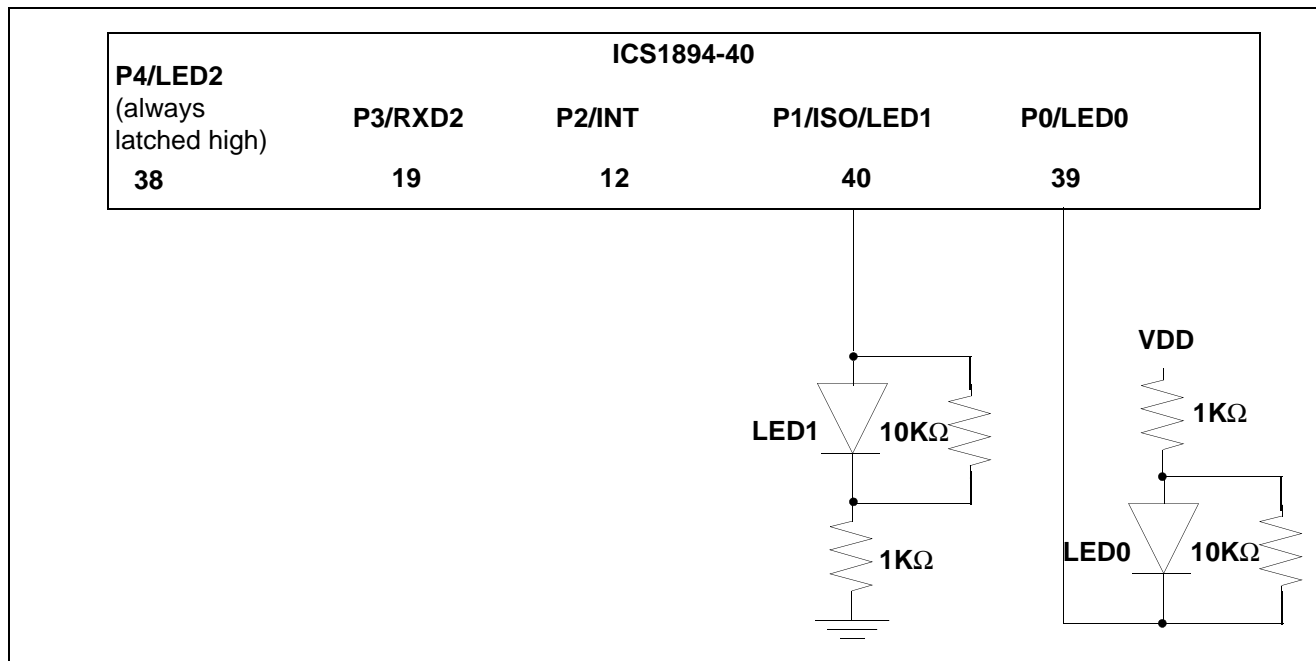 ICS1894-40
P4/LED2
(always
latched high)
P3/RXD2
P2/INT
P1/ISO/LED1
P0/LED0
38
19
12
40
39
VDD
1KΩ
LED1
10KΩ
1KΩ
LED0
10KΩ